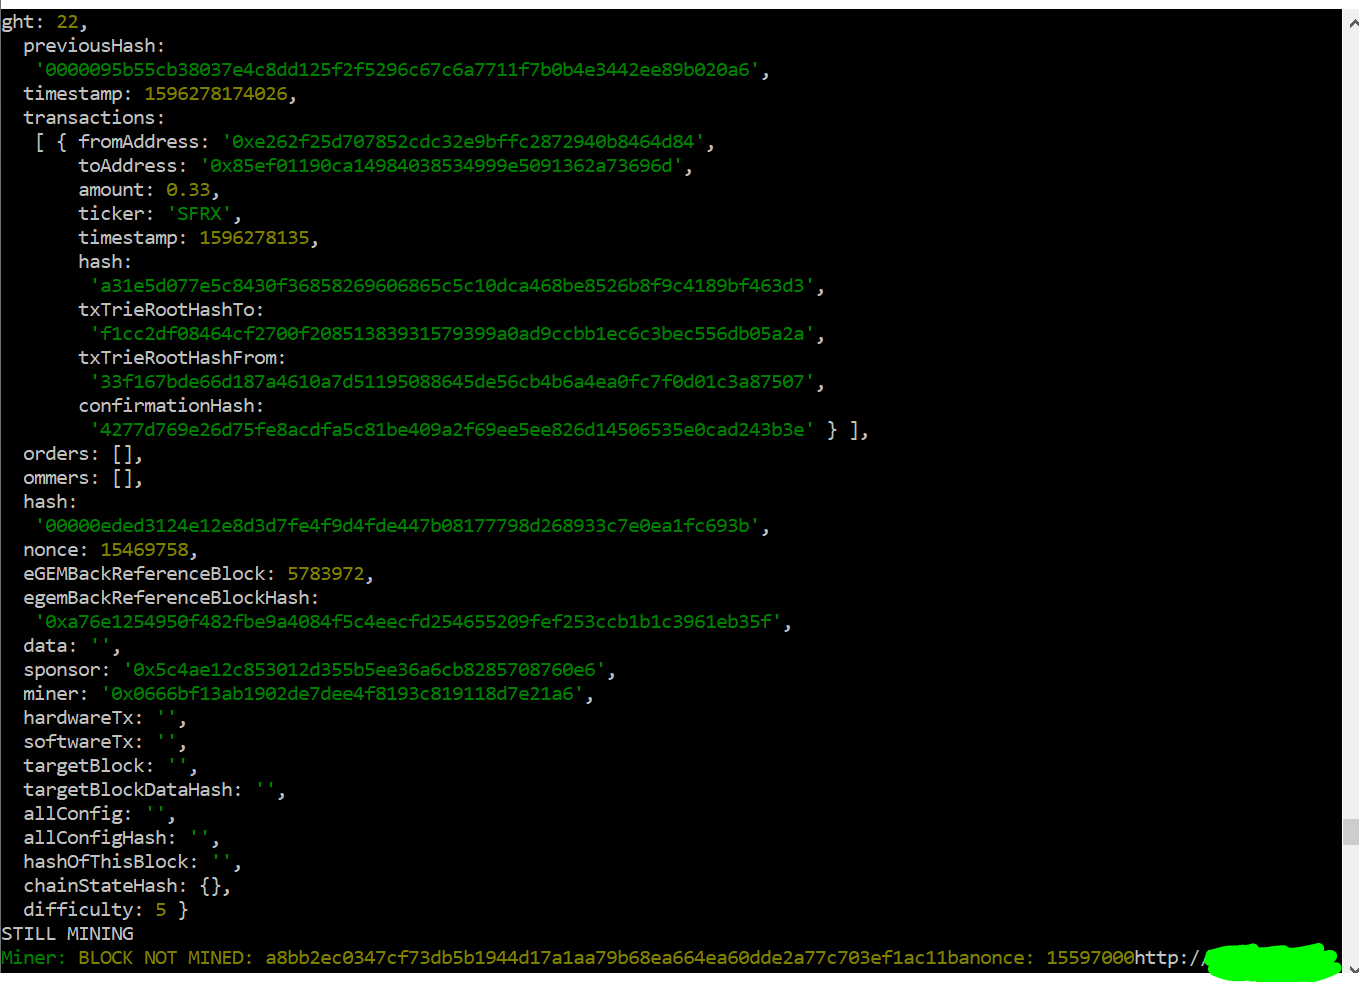 ght: 22,
previousHash:
'0000095b55cb38037e4c8dd125f2f5296c67c6a7711f7b0b4e3442ee89b020a6',
timestamp: 1596278174026,
transactions:
[ { fromAddress: '0xe262f25d707852cdc32e9bffc2872940b8464d84',
toAddress: '0x85ef01190ca14984038534999e5091362a73696d',
amount: 0.33,
ticker: 'SFRX',
timestamp: 1596278135,
hash:
'a31e5d077e5c8430f36858269606865c5c10dca468be8526b8f9c4189bf463d3',
txTrieRootHashTo:
'f1cc2df08464cf2700f20851383931579399a0ad9ccbb1ec6c3bec556db05a2a',
txTrieRootHashFrom:
'33f167bde66d187a4610a7d51195088645de56cb4b6a4ea0fc7f0d01c3a87507',
confirmationHash:
'4277d769e26d75fe8acdfa5c81be409a2f69ee5ee826d14506535e0cad243b3e' } ],
orders: [],
ommers: [],
hash:
'00000eded3124e12e8d3d7fe4f9d4fde447b08177798d268933c7e0ea1fc693b',
nonce: 15469758,
eGEMBackReferenceBlock: 5783972,
egemBackReferenceBlockHash:
'0xa76e1254950f482fbe9a4084f5c4eecfd254655209fef253ccb1b1c3961eb35f',
data: '',
sponsor: '0x5c4ae12c853012d355b5ee36a6cb8285708760e6',
miner: '0x0666bf13ab1902de7dee4f8193c819118d7e21a6',
hardwareTx: '',
softwareTx: '',
targetBlock: '',
targetBlockDataHash: '',
allConfig: '',
allConfigHash: '',
hashOfThisBlock: '',
chainStateHash: {},
difficulty: 5 }
STILL MINING
Miner: BLOCK NOT MINED: a8bb2ec0347cf73db5b1944d17a1aa79b68ea664ea60dde2a77c703ef1ac11banonce: 15597000http:/